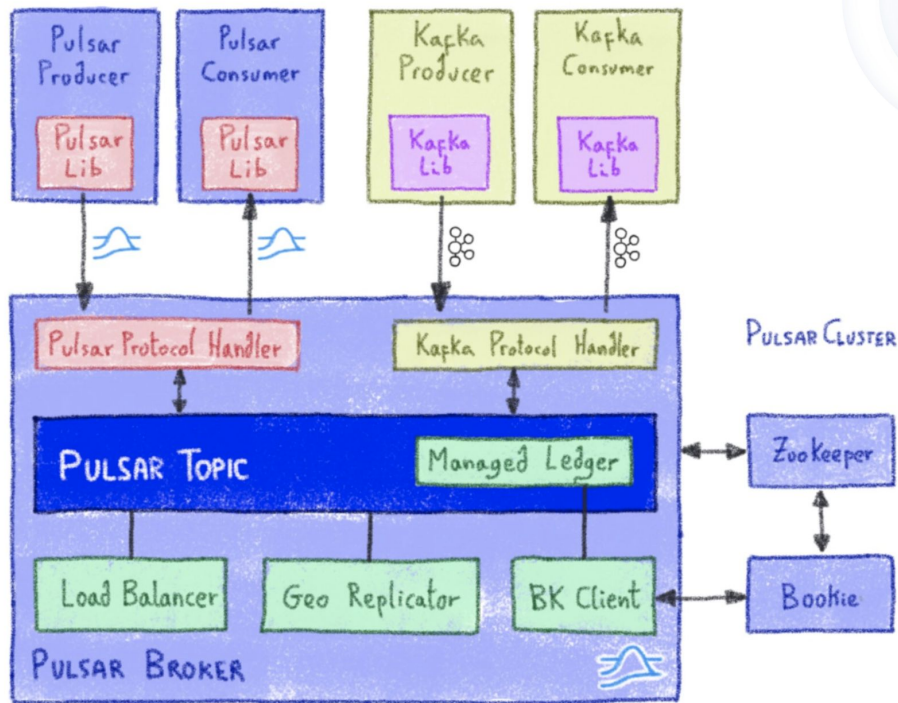 Pulsar
Producer
Pulsar
Lib
Pulsar
Consumer
Pulsar
Lib
Kafka
Producer
Kafka
Lib
Kafka
Consumer
Kafka
Lib
Pulsar Protocol Handler
Kafka Protocol Handler
PULSAR CLUSTER
PULSAR TOPIC
Managed Ledger
Zookeeper
Load Balancer
Geo Replicator
BK Client
Bookie
PULSAR BROKER